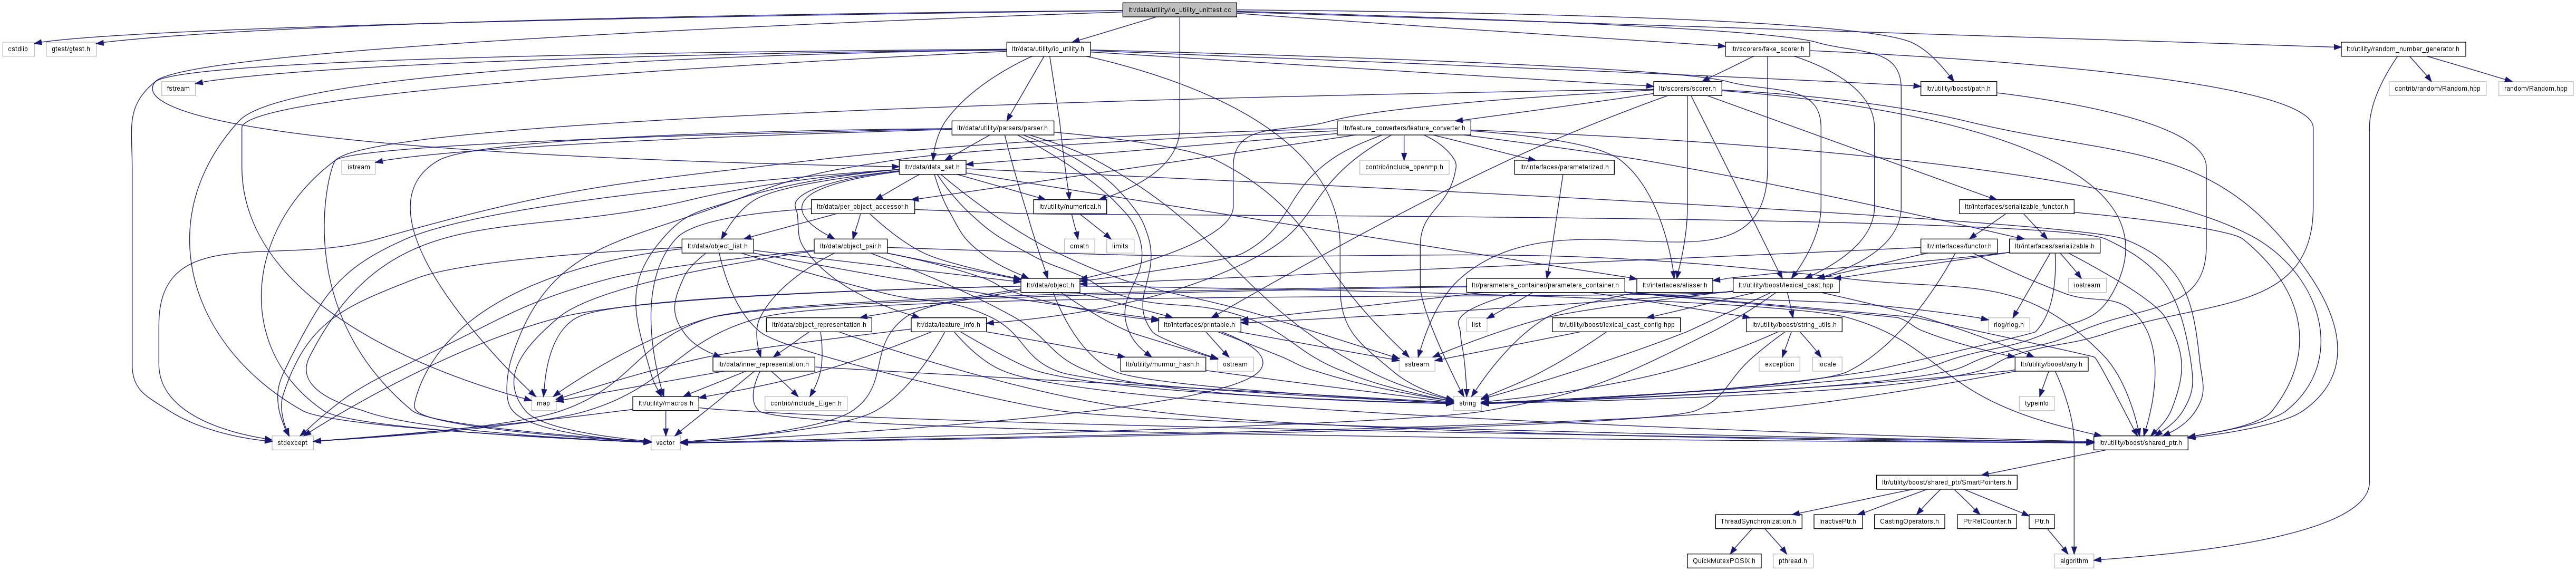 ltr/data/utility/io_utility_unittest.cc
cstdlib
gtest/gtest.h
ltr/data/utility/io_utility.h
ltr/scorers/fake_scorer.h
ltr/utility/random_number_generator.h
fstream
ltr/scorers/scorer.h
ltr/utility/boost/path.h
contrib/random/Random.hpp
random/Random.hpp
ltr/data/utility/parsers/parser.h
ltr/feature_converters/feature_converter.h
istream
ltr/data/data_set.h
contrib/include_openmp.h
ltr/interfaces/parameterized.h
ltr/data/per_object_accessor.h
ltr/utility/numerical.h
ltr/interfaces/serializable_functor.h
ltr/data/object_list.h
ltr/data/object_pair.h
cmath
limits
ltr/interfaces/functor.h
ltr/interfaces/serializable.h
ltr/data/object.h
ltr/parameters_container/parameters_container.h
ltr/interfaces/aliaser.h
ltr/utility/boost/lexical_cast.hpp
iostream
ltr/data/object_representation.h
ltr/data/feature_info.h
ltr/interfaces/printable.h
list
ltr/utility/boost/lexical_cast_config.hpp
ltr/utility/boost/string_utils.h
rlog/rlog.h
ltr/data/inner_representation.h
ltr/utility/murmur_hash.h
ostream
sstream
exception
locale
ltr/utility/boost/any.h
map
ltr/utility/macros.h
contrib/include_Eigen.h
string
typeinfo
stdexcept
vector
ltr/utility/boost/shared_ptr.h
ltr/utility/boost/shared_ptr/SmartPointers.h
ThreadSynchronization.h
InactivePtr.h
CastingOperators.h
PtrRefCounter.h
Ptr.h
QuickMutexPOSIX.h
pthread.h
algorithm